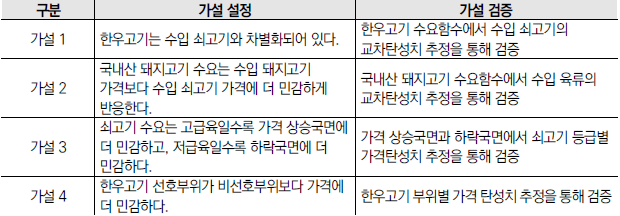 구분 가설 설정 가설 검증
가설 1 한우고기는 수입 쇠고기와 차별화되어 있다. 한우고기 수요함수에서 수입 쇠고기의
교차탄성치 추정을 통해 검증
가설 2 국내산 돼지고기 수요는 수입 돼지고기
가격보다 수입 쇠고기 가격에 더 민감하게
반응한다.
국내산 돼지고기 수요함수에서 수입 육류의
교차탄성치 추정을 통해 검증
가설 3 쇠고기 수요는 고급육일수록 가격 상승국면에
더 민감하고, 저급육일수록 하락국면에 더
민감하다.
가격 상승국면과 하락국면에서 쇠고기 등급별
가격탄성치 추정을 통해 검증
가설 4 한우고기 선호부위가 비선호부위보다 가격에
더 민감하다.
한우고기 부위별 가격 탄성치 추정을 통해 검증